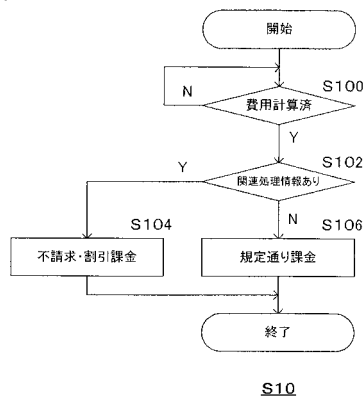 開始
S100
N
費用計算済
Y
S102
Y
関連処理情報あり
S104
N
S106
不請求・割引課金
規定通り課金
終了
S10